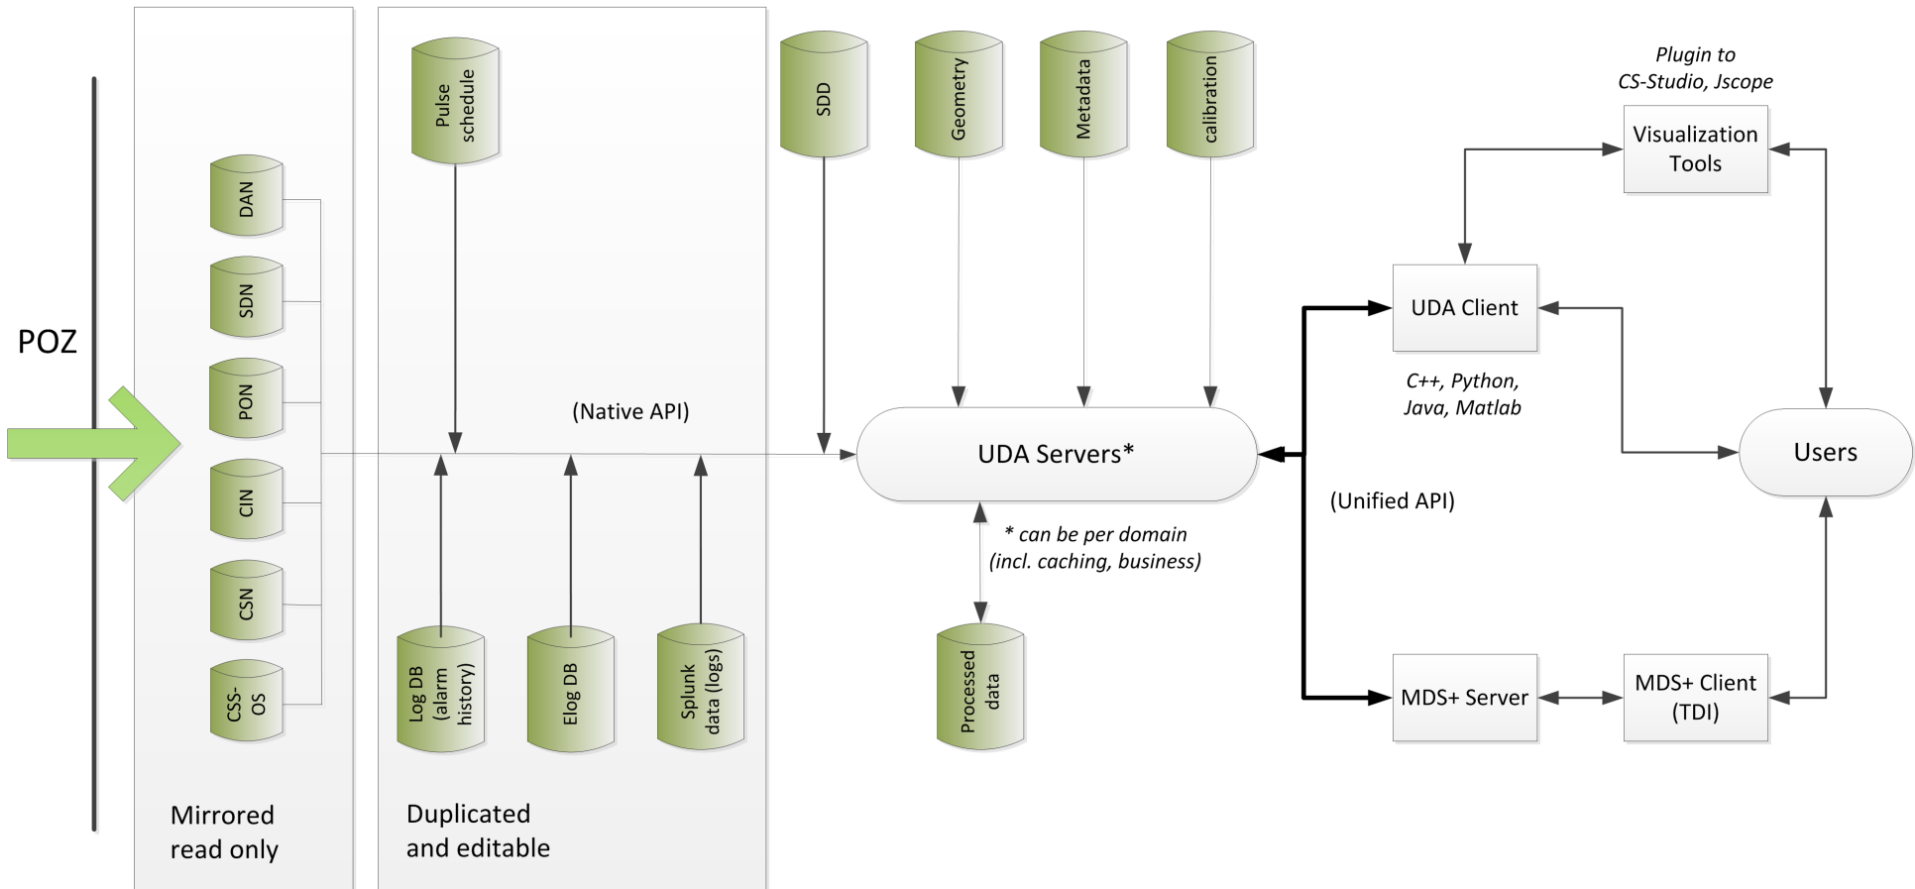 POZ
DAN
SDN
PON
CIN
CSN
CSS-
OS
Mirrored
read only
Pulse
schedule
(Native API)
Log DB
(alarm
history)
Elog DB
Splunk
data (logs)
Duplicated
and editable
SDD
Geometry
Metadata
calibration
UDA Servers*
* can be per domain
(incl. caching, business)
Processed
data
(Unified API)
Plugin to
CS-Studio, Jscope
Visualization
Tools
UDA Client
C++, Python,
Java, Matlab
Users
MDS+ Server
MDS+ Client
(TDI)